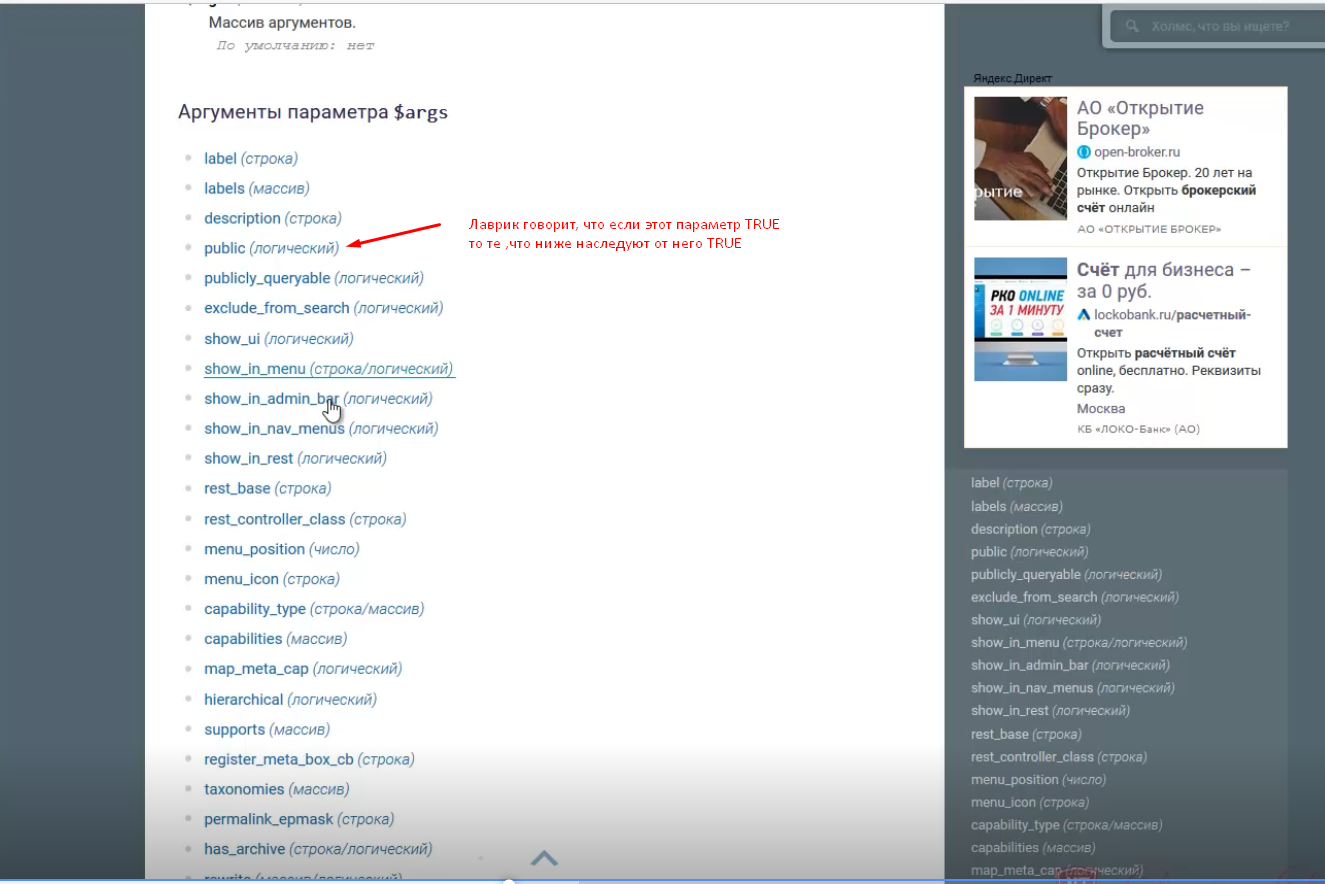 Массив аргументов.
По умолчанию: нет
Аргументы параметра $args
label (строка)
labels (массив)
description (строка)
public (логический)
publicly_queryable (логический)
exclude_from_search (логический)
show_ui (логический)
show_in_menu (строка/логический)
show_in_admin_bar (логический)
show_in_nav_menus (логический)
show_in_rest (логический)
rest_base (строка)
rest_controller_class (строка)
menu_position (число)
menu_icon (строка)
capability_type (строка/массив)
capabilities (массив)
map_meta_cap (логический)
hierarchical (логический)
supports (массив)
register_meta_box_cb (строка)
taxonomies (массив)
permalink_epmask (строка)
has_archive (строка/логический)
rewrite (массив/логический)
Лаврик говорит, что если этот параметр TRUE
то те ,что ниже наследуют от него TRUE
Холмс, что вы ищете?
Яндекс.Директ
рытие
АО «Открытие
Брокер»
open-broker.ru
Открытие Брокер. 20 лет на
рынке. Открыть брокерский
счёт онлайн
АО «ОТКРЫТИЕ БРОКЕР»
РКО ONLINE
ЗА 1 МИНУТУ
Счёт для бизнеса –
за 0 руб.
lockobank.ru/расчетный-
счет
Открыть расчётный счёт
online, бесплатно. Реквизиты
сразу.
Москва
КБ «ЛОКО-Банк» (АО)
label (строка)
labels (массив)
description (строка)
public (логический)
publicly_queryable (логический)
exclude_from_search (логический)
show_ui (логический)
show_in_menu (строка/логический)
show_in_admin_bar (логический)
show_in_nav_menus (логический)
show_in_rest (логический)
rest_base (строка)
rest_controller_class (строка)
menu_position (число)
menu_icon (строка)
capability_type (строка/массив)
capabilities (массив)
map_meta_cap (логический)